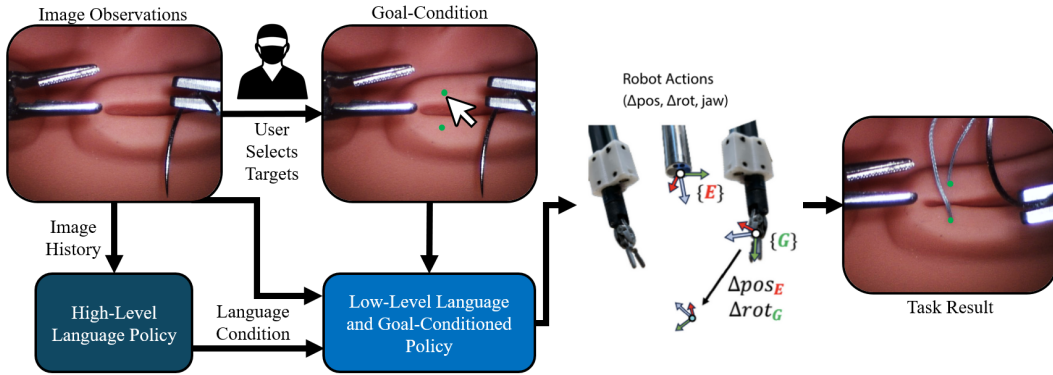 Image Observations
Goal-Condition
User
Selects
Targets
Image
History
High-Level
Language Policy
Language
Condition
Low-Level Language
and Goal-Conditioned
Policy
Robot Actions
(Δpos, Δrot, jaw)
{E}
{G}
Δpos_E
Δrot_G
Task Result